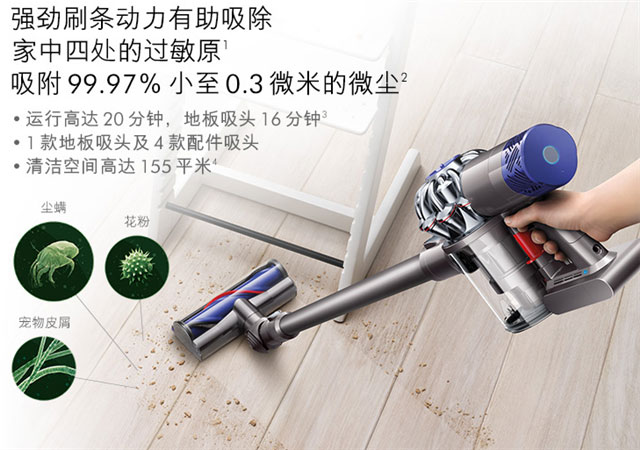 强劲刷条动力有助吸除
家中四处的过敏原¹
吸附 99.97% 小至 0.3 微米的微尘²
• 运行高达 20 分钟，地板吸头 16 分钟³
• 1 款地板吸头及 4 款配件吸头
• 清洁空间高达 155 平米⁴
尘螨
花粉
宠物皮屑